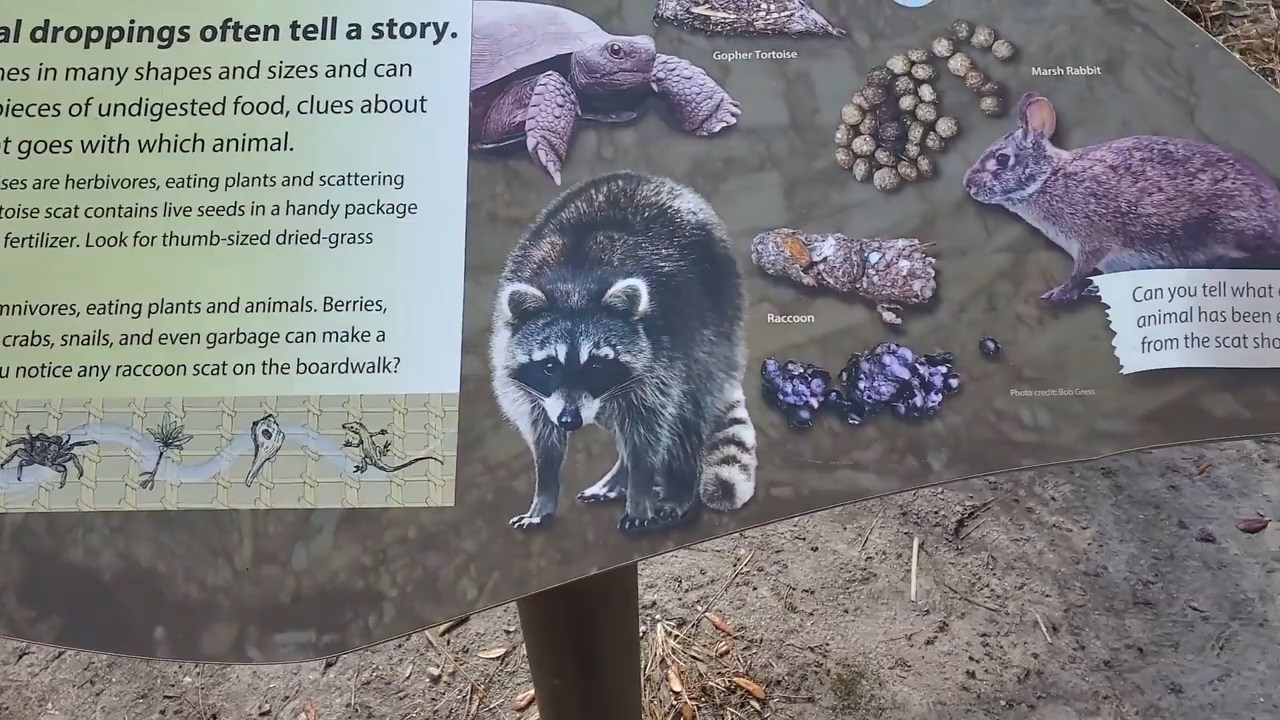 al droppings often tell a story.
nes in many shapes and sizes and can
pieces of undigested food, clues about
t goes with which animal.
ises are herbivores, eating plants and scattering
toise scat contains live seeds in a handy package
fertilizer. Look for thumb-sized dried-grass
mnivores, eating plants and animals. Berries,
crabs, snails, and even garbage can make a
u notice any raccoon scat on the boardwalk?
Gopher Tortoise
Marsh Rabbit
Raccoon
Photo credit: Bob Gress
Can you tell what
animal has been e
from the scat sho